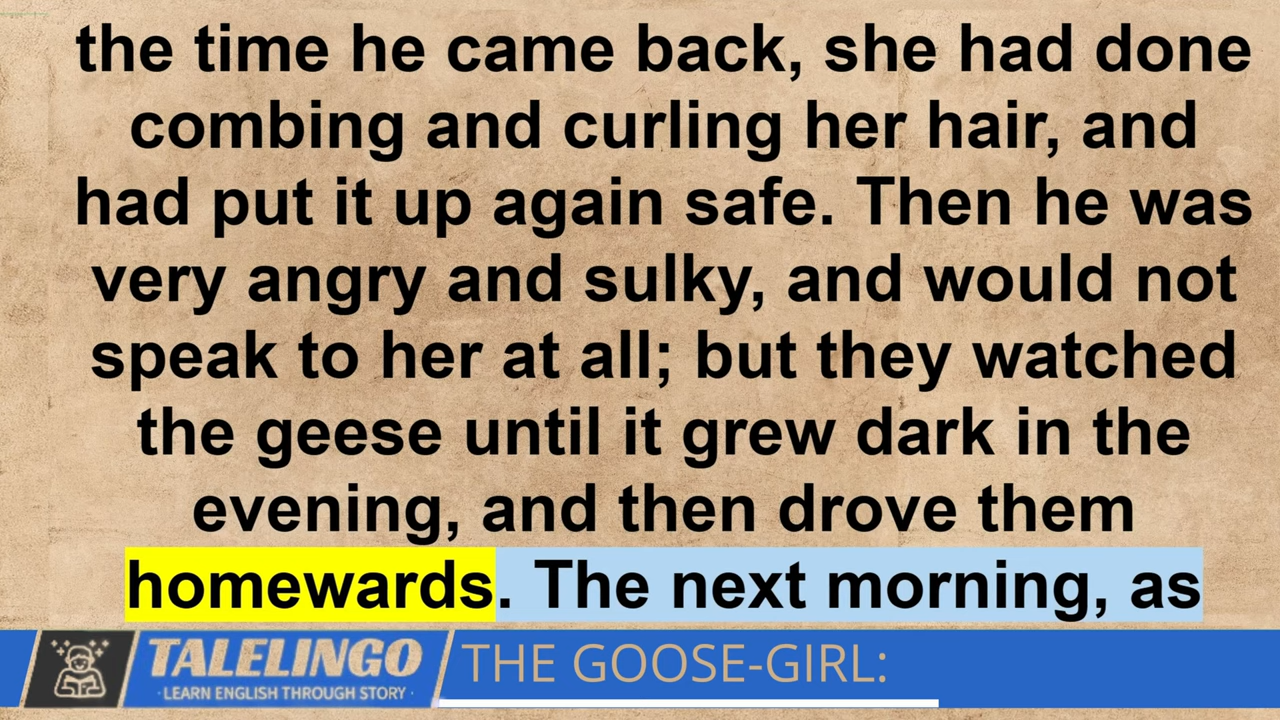 the time he came back, she had done
combing and curling her hair, and
had put it up again safe. Then he was
very angry and sulky, and would not
speak to her at all; but they watched
the geese until it grew dark in the
evening, and then drove them
homewards. The next morning, as
TALELINGO
· LEARN ENGLISH THROUGH STORY ·
THE GOOSE-GIRL: